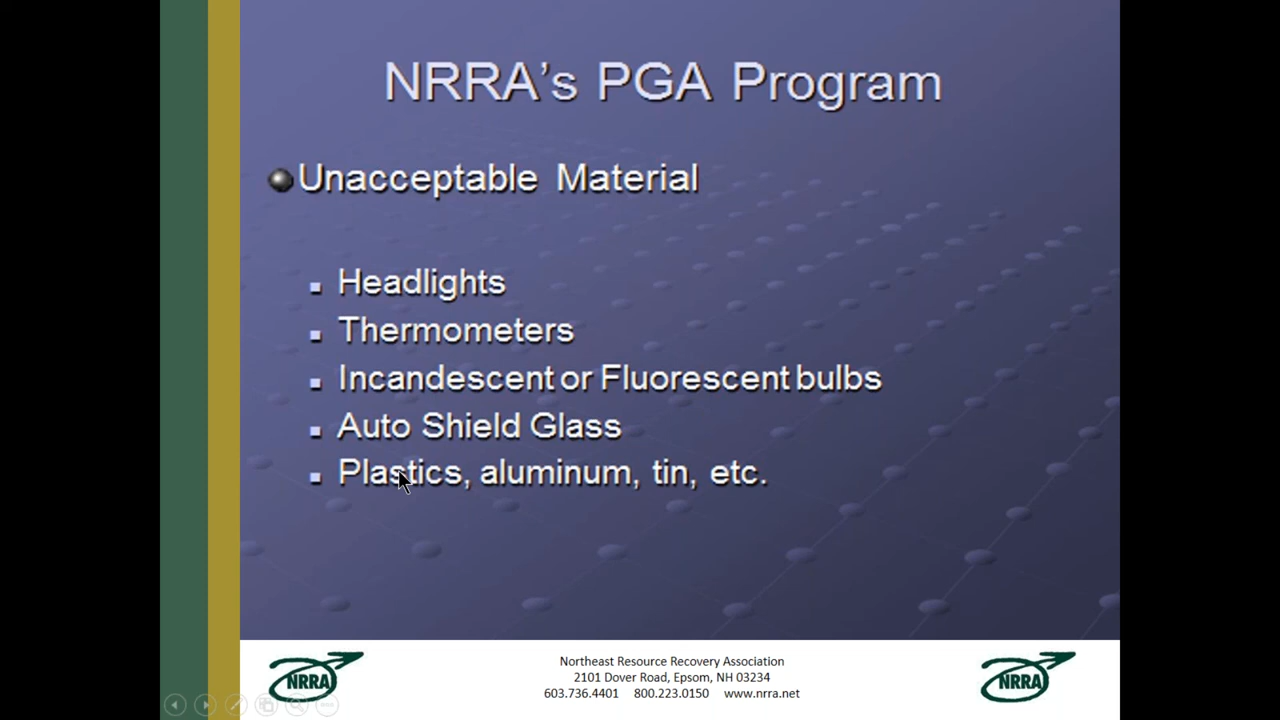 NRRA's PGA Program
Unacceptable Material
Headlights
Thermometers
Incandescent or Fluorescent bulbs
Auto Shield Glass
Plastics, aluminum, tin, etc.
NRRA
Northeast Resource Recovery Association
2101 Dover Road, Epsom, NH 03234
603.736.4401 800.223.0150 www.nrra.net
NRRA